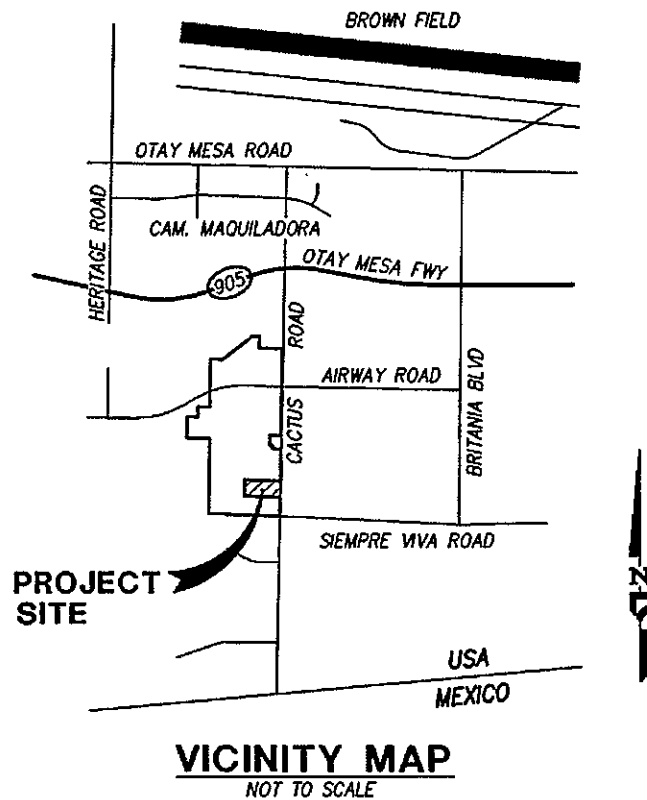 BROWN FIELD
OTAY MESA ROAD
HERITAGE ROAD
CAM. MAQUILADORA
OTAY MESA FWY
905
CACTUS ROAD
AIRWAY ROAD
BRITANIA BLVD
SIEMPRE VIVA ROAD
PROJECT
SITE
N
USA
MEXICO
VICINITY MAP
NOT TO SCALE